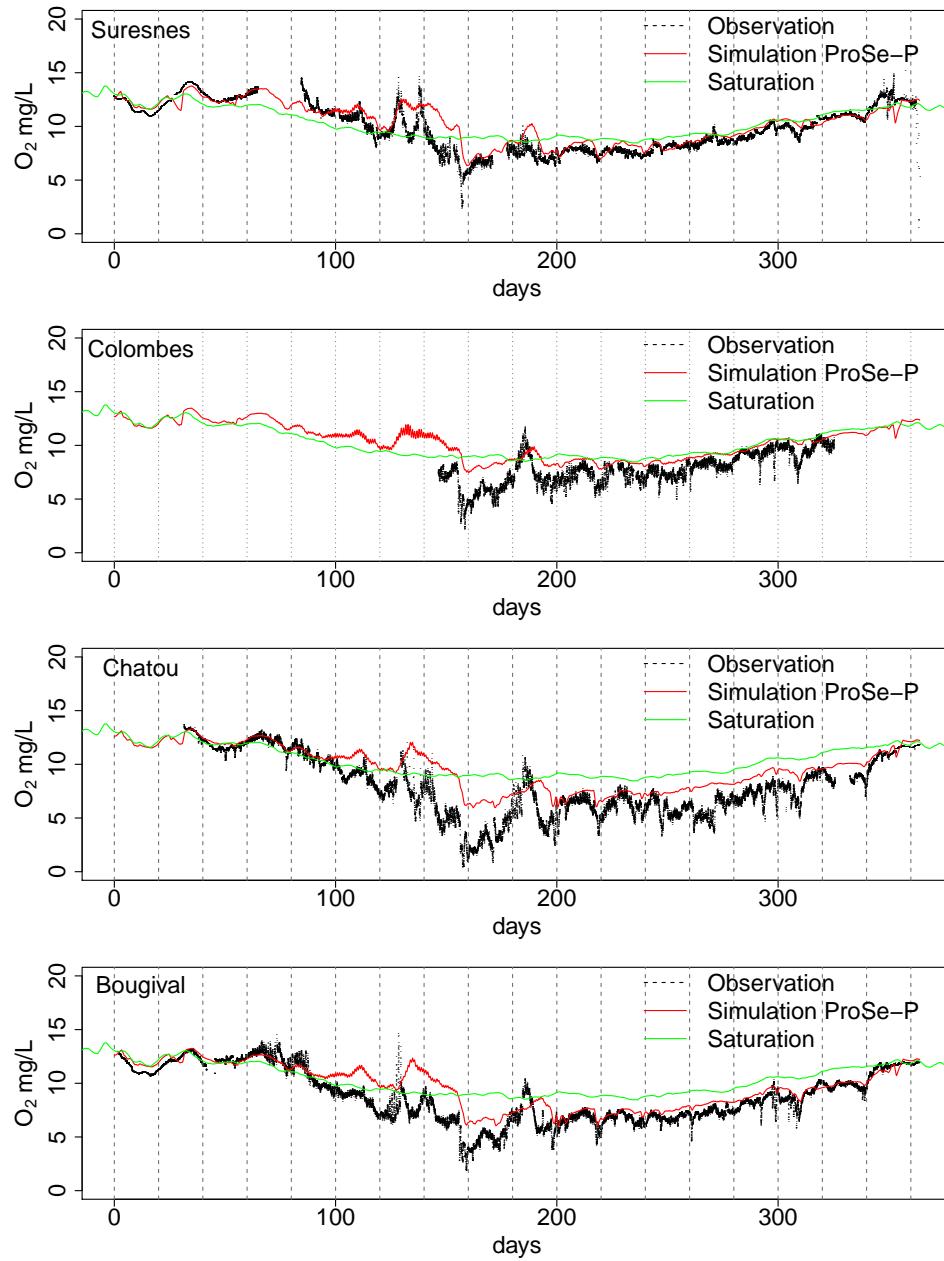 Suresnes
Observation
Simulation ProSe−P
Saturation
O2 mg/L
0 5 10 15 20
0 100 200 300
days
Colombes
Observation
Simulation ProSe−P
Saturation
O2 mg/L
0 5 10 15 20
0 100 200 300
days
Chatou
Observation
Simulation ProSe−P
Saturation
O2 mg/L
0 5 10 15 20
0 100 200 300
days
Bougival
Observation
Simulation ProSe−P
Saturation
O2 mg/L
0 5 10 15 20
0 100 200 300
days